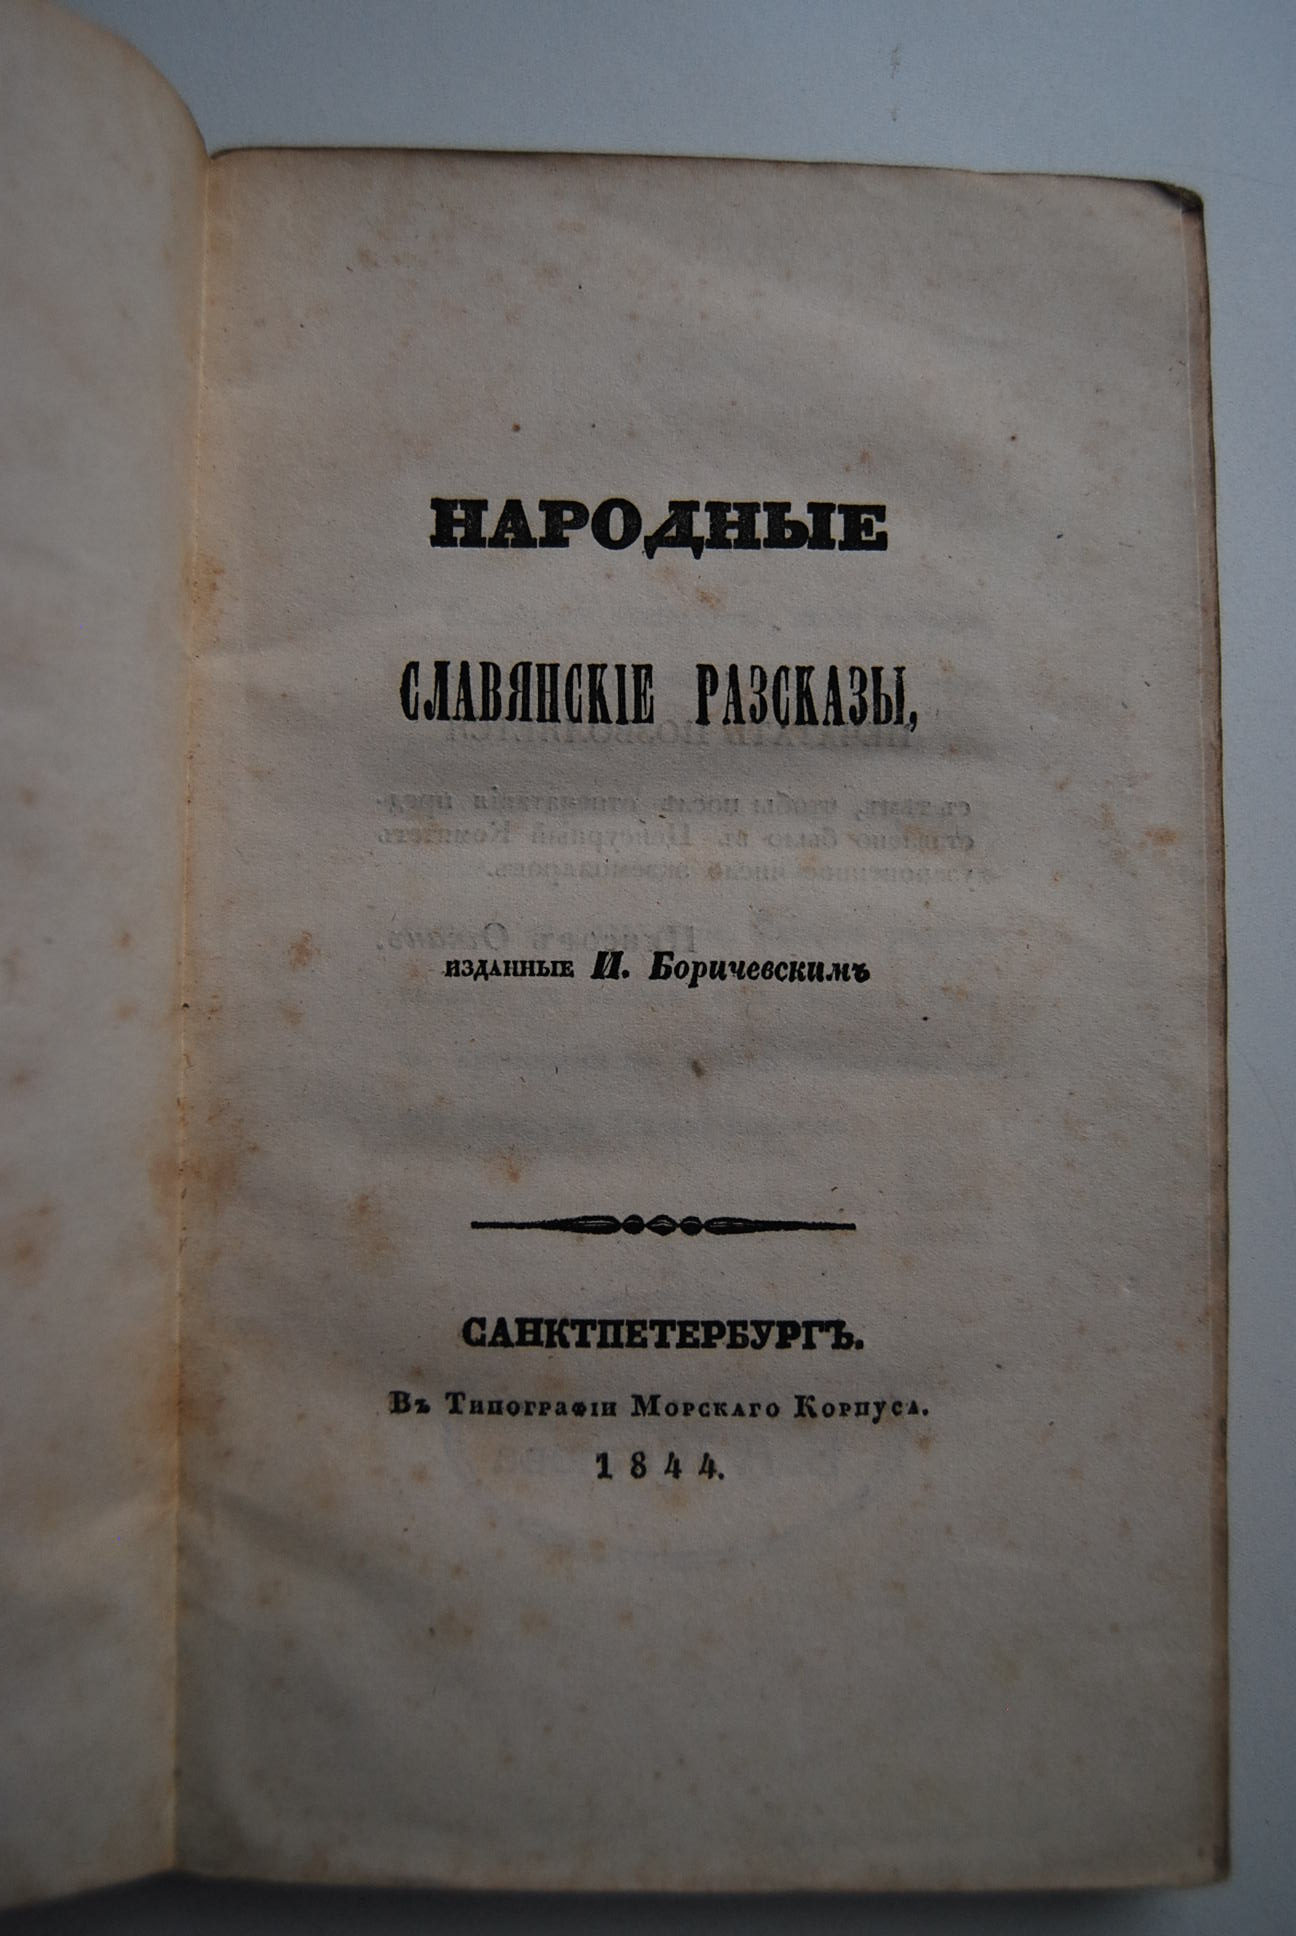 НАРОДНЫЕ
СЛАВЯНСКІЕ РАЗСКАЗЫ,
ИЗДАННЫЕ И. Боричевскимъ
САНКТПЕТЕРБУРГЪ.
Въ Типографіи Морскаго Корпуса.
1844.